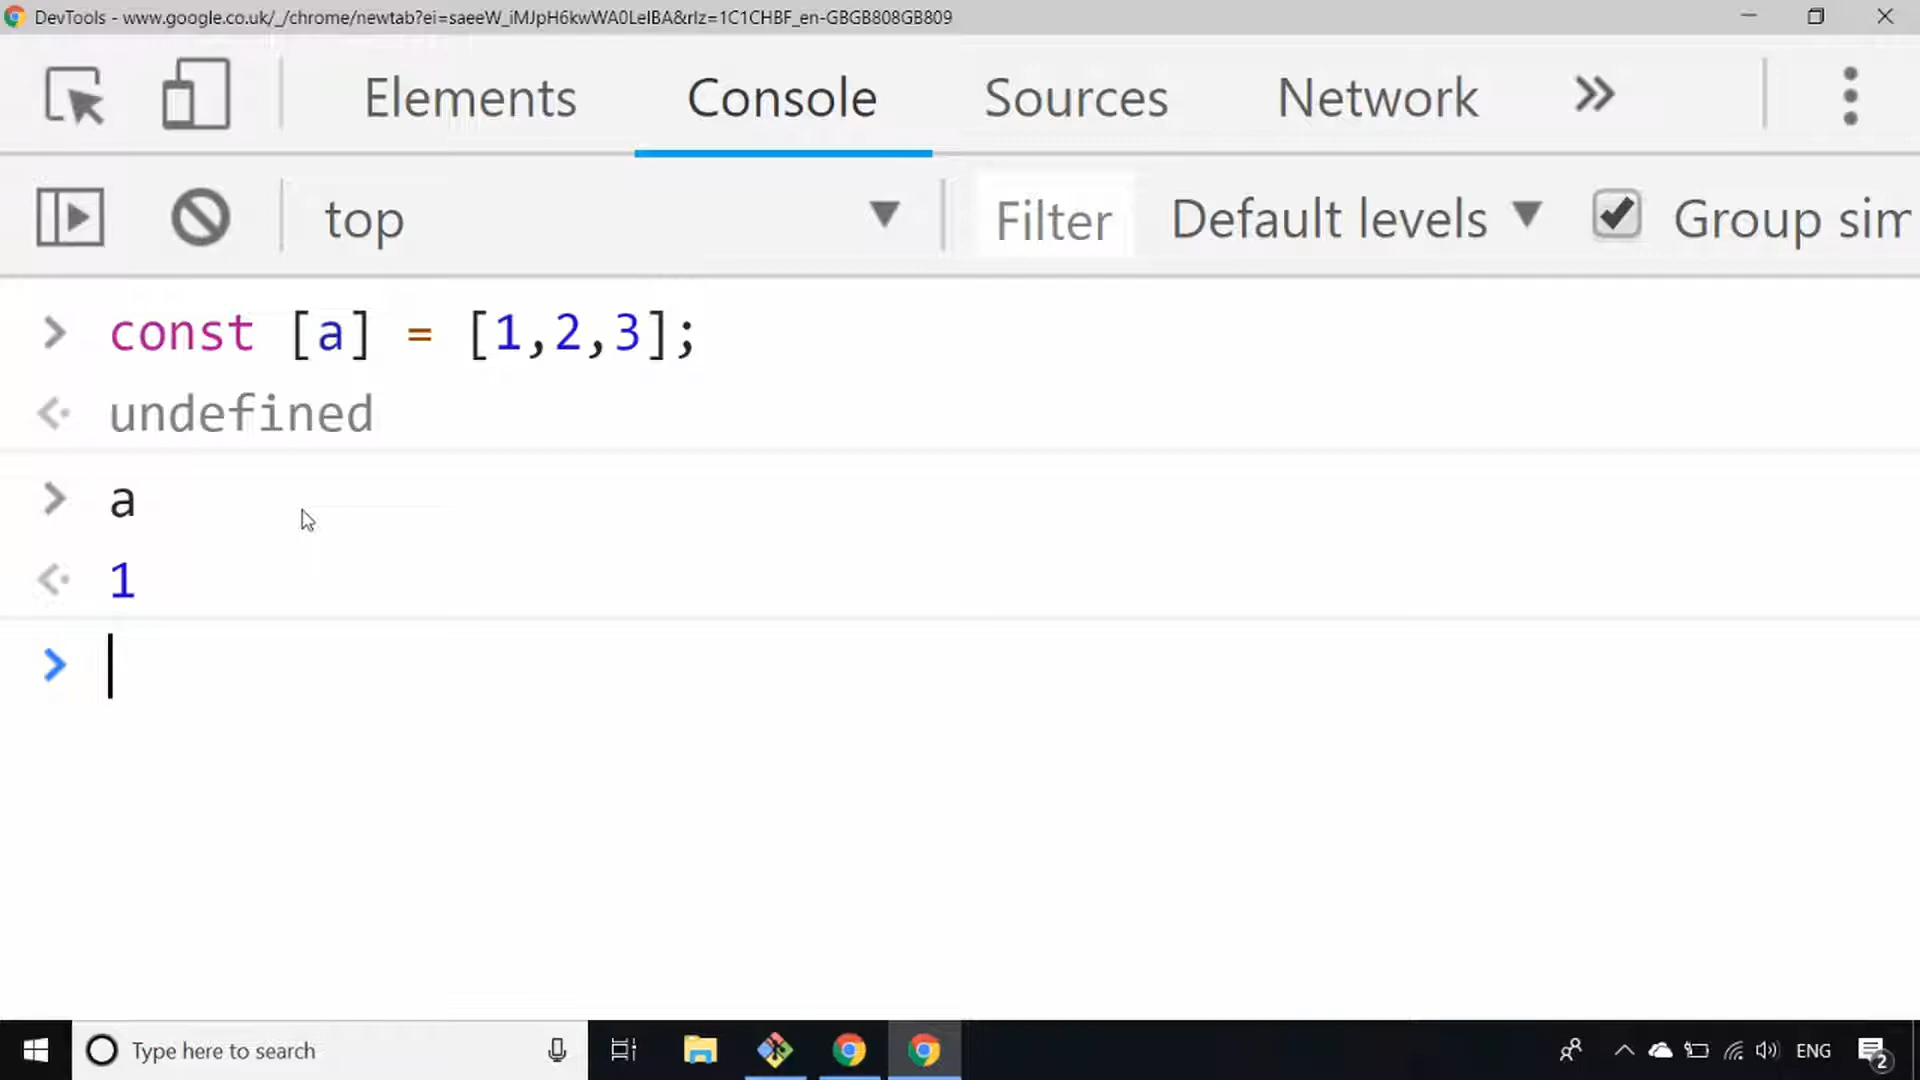 DevTools - www.google.co.uk/_/chrome/newtab?ei=saeeW_iMJpH6kwWA0LeIBA&rlz=1C1CHBF_en-GBGB808GB809
Elements Console Sources Network
top Filter Default levels Group sim
const [a] = [1,2,3];
undefined
a
1
Type here to search
ENG
2